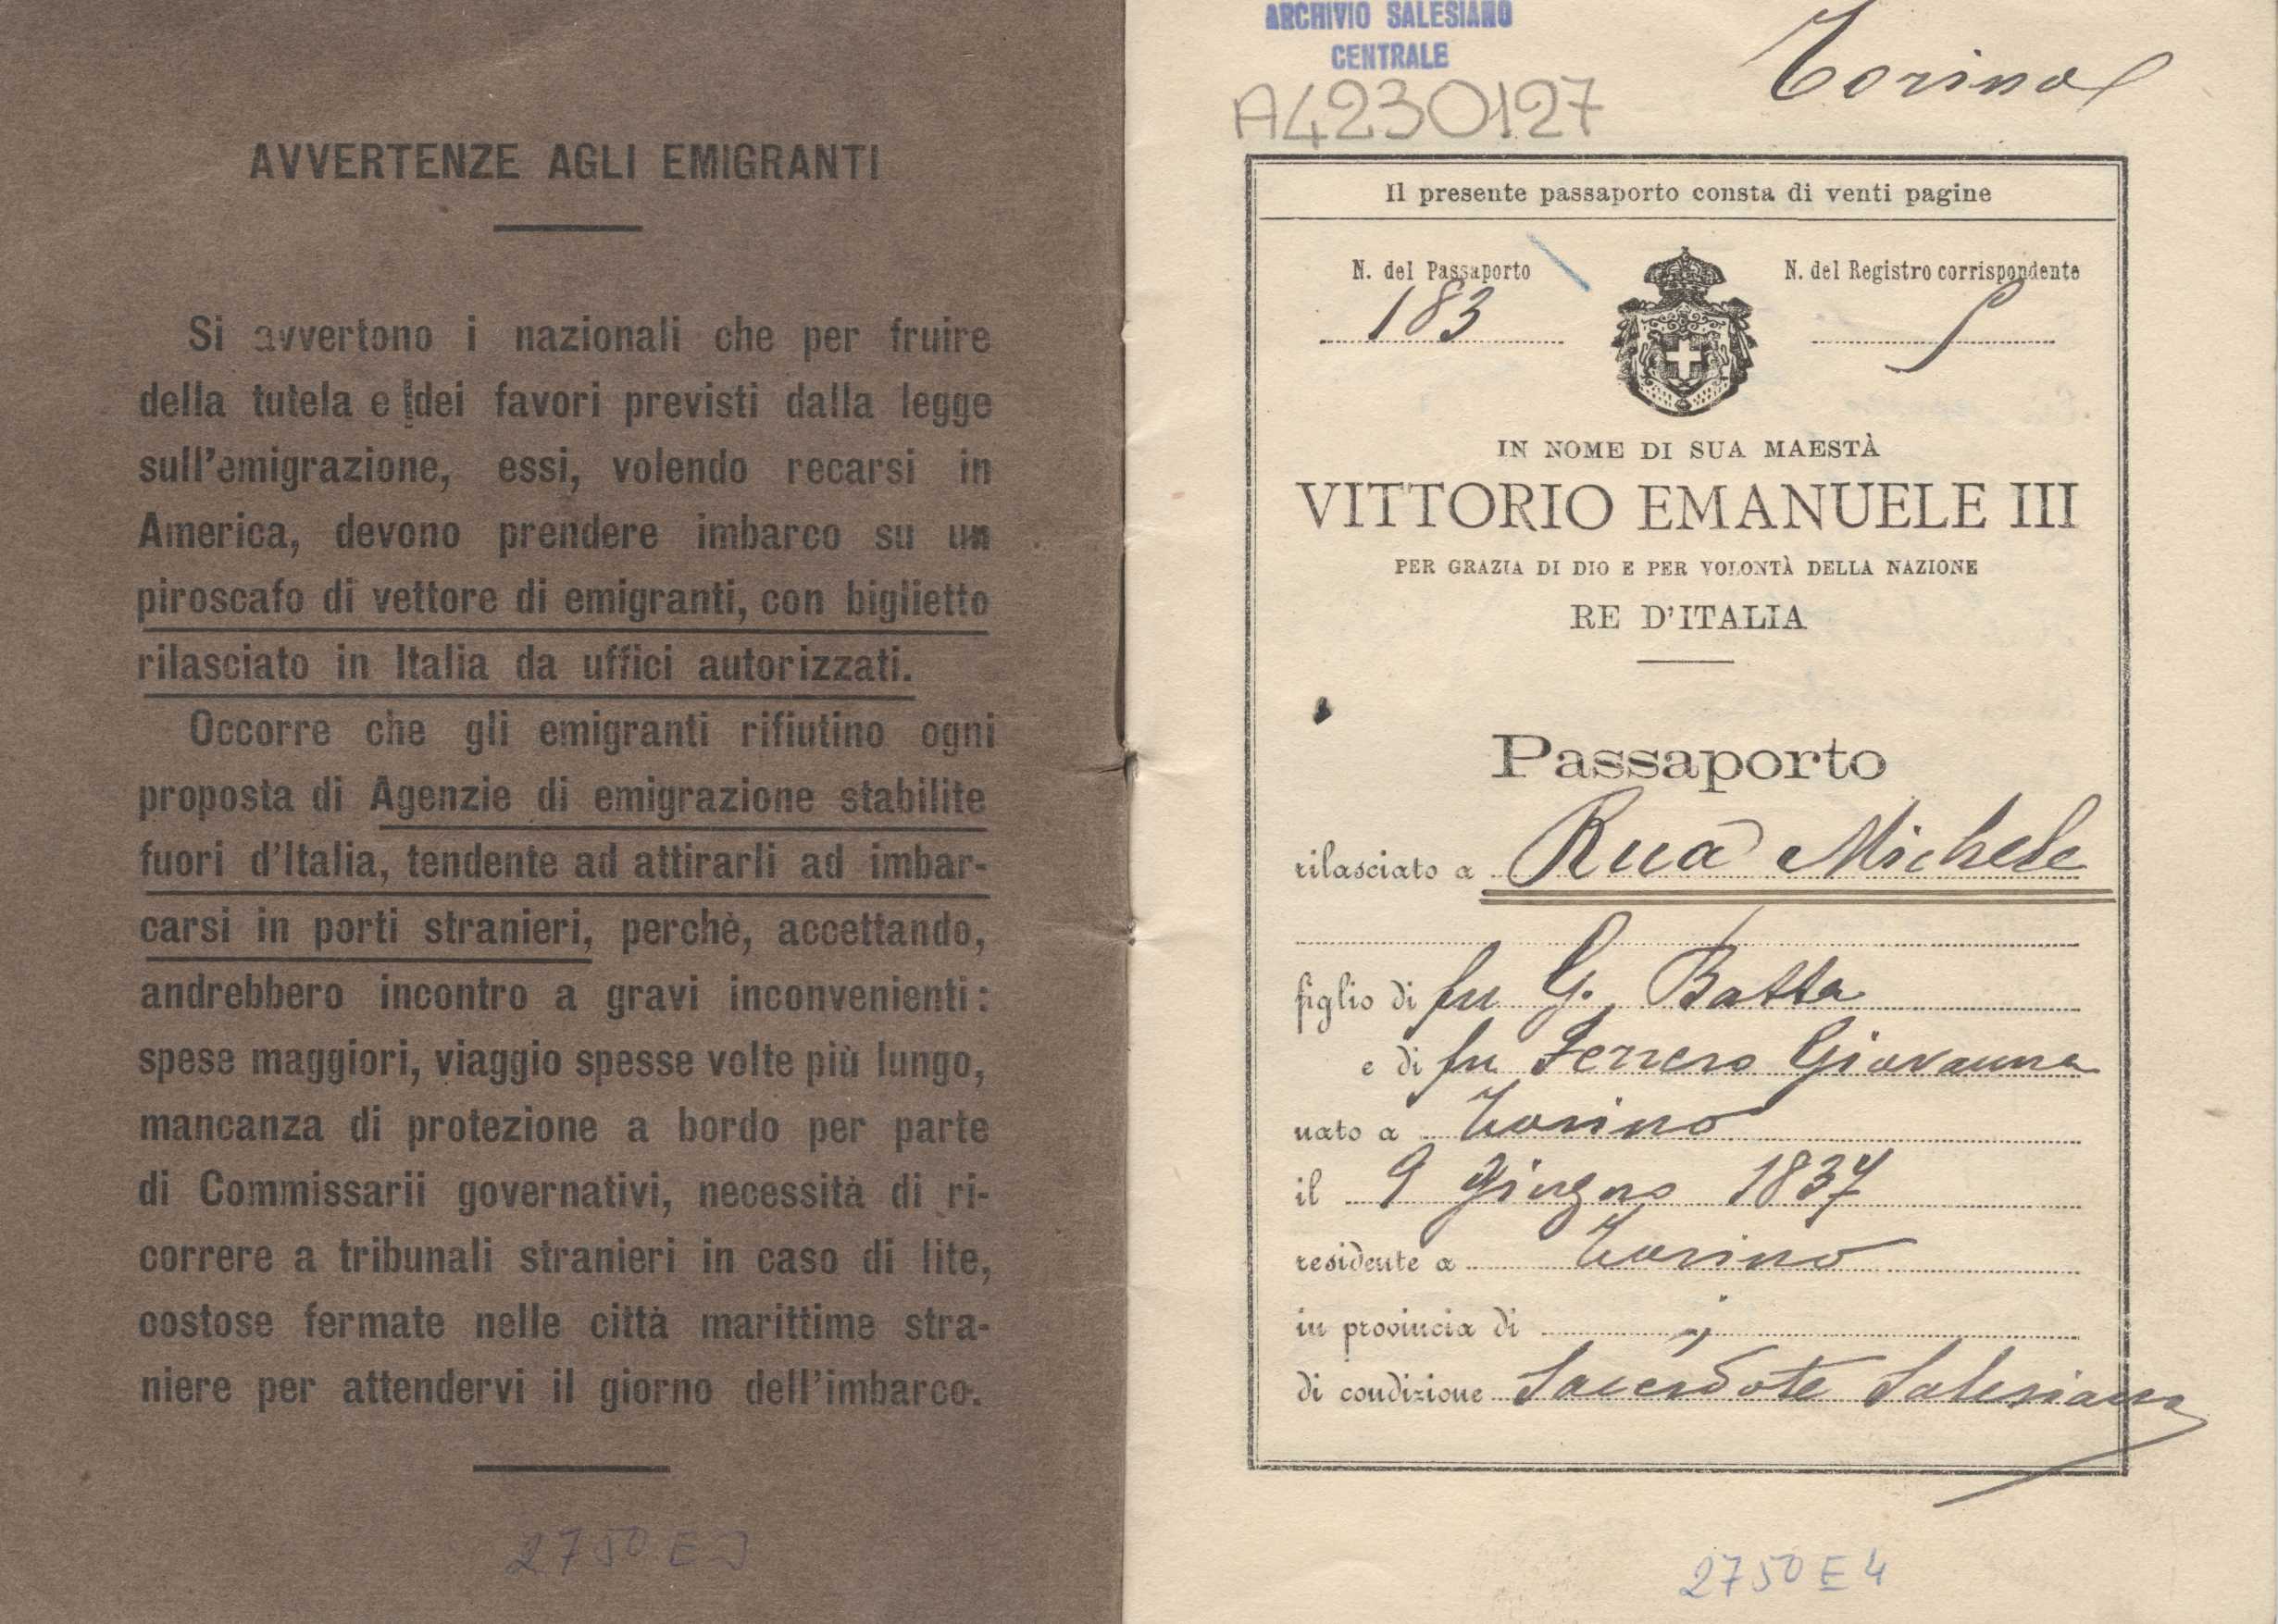 AVVERTENZE AGLI EMIGRANTI
Si avvertono i nazionali che per fruire
della tutela e dei favori previsti dalla legge
sull'emigrazione, essi, volendo recarsi in
America, devono prendere imbarco su un
piroscafo di vettore di emigranti, con biglietto
rilasciato in Italia da uffici autorizzati.
Occorre che gli emigranti rifiutino ogni
proposta di Agenzie di emigrazione stabilite
fuori d'Italia, tendente ad attirarli ad imbar-
carsi in porti stranieri, perchè, accettando,
andrebbero incontro a gravi inconvenienti:
spese maggiori, viaggio spesse volte più lungo,
mancanza di protezione a bordo per parte
di Commissarii governativi, necessità di ri-
correre a tribunali stranieri in caso di lite,
costose fermate nelle città marittime stra-
niere per attendervi il giorno dell'imbarco.
2750 E
ARCHIVIO SALESIANO
CENTRALE
A4230127
Torino
Il presente passaporto consta di venti pagine
N. del Passaporto
183
N. del Registro corrispondente
IN NOME DI SUA MAESTÀ
VITTORIO EMANUELE III
PER GRAZIA DI DIO E PER VOLONTÀ DELLA NAZIONE
RE D'ITALIA
Passaporto
rilasciato a Rua Michele
figlio di fu G. Batta
e di fu Ferrero Giovanna
nato a Torino
il 9 Giugno 1837
residente a Torino
in provincia di
di condizione Sacerdote Salesiano
2750 E 4